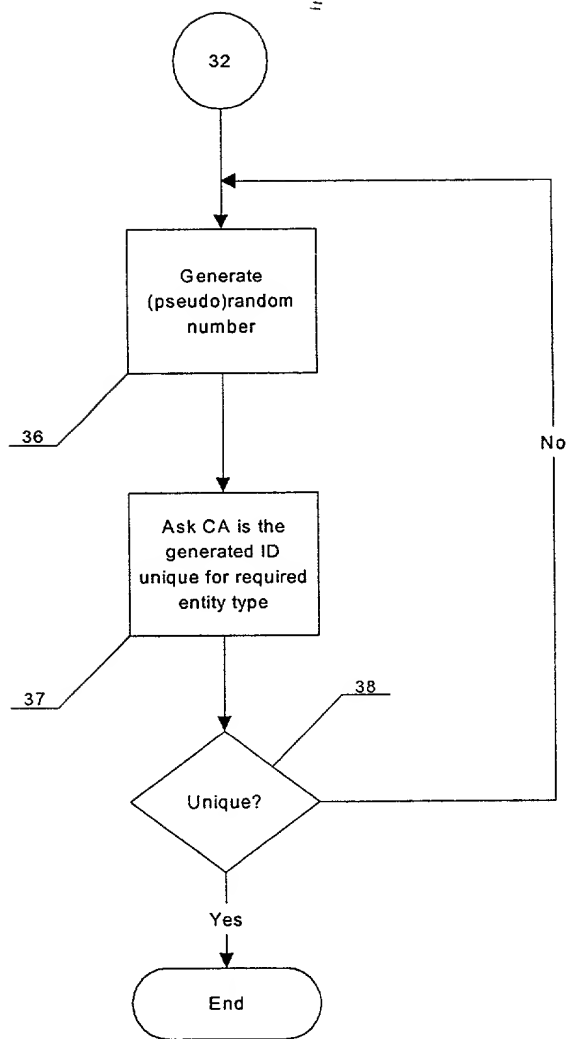 32
Generate
(pseudo)random
number
36
No
Ask CA is the
generated ID
unique for required
entity type
37
38
Unique?
Yes
End